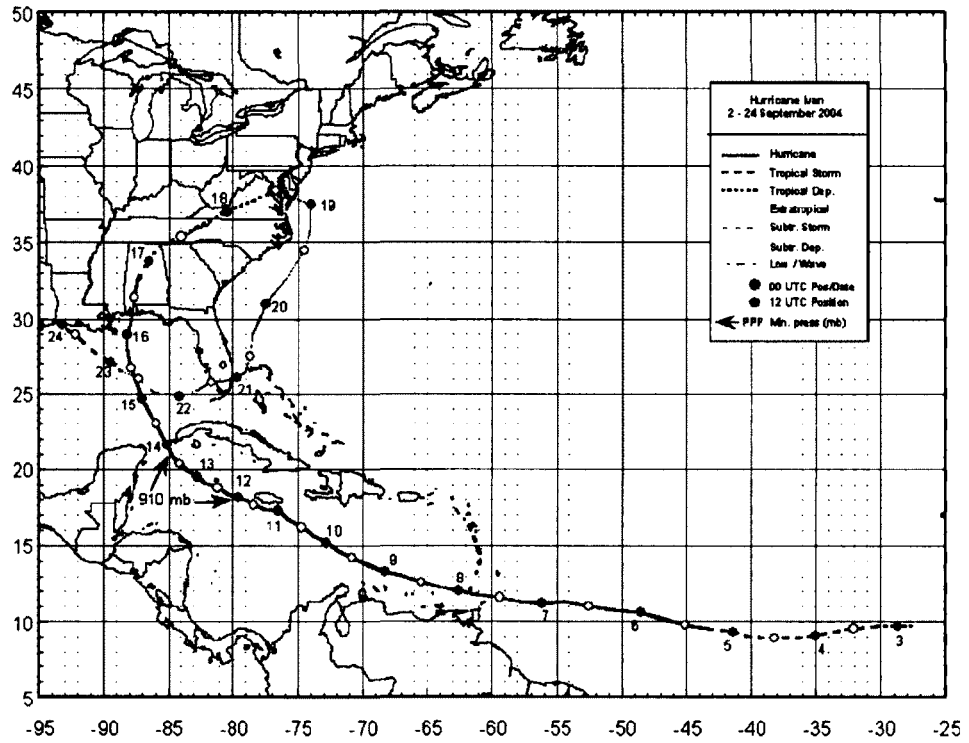 50
45
40
35
30
25
20
15
10
5
Hurricane Ivan
2 - 24 September 2004
Hurricane
Tropical Storm
Tropical Dep.
Extratropical
Subtr. Storm
Subtr. Dep.
Low / Wave
00 UTC Pos/Date
12 UTC Position
PPP Min. press (mb)
18
19
17
20
24
16
23
21
22
15
14
13
12
910 mb
11
10
9
8
7
6
5
4
3
-95 -90 -85 -80 -75 -70 -65 -60 -55 -50 -45 -40 -35 -30 -25